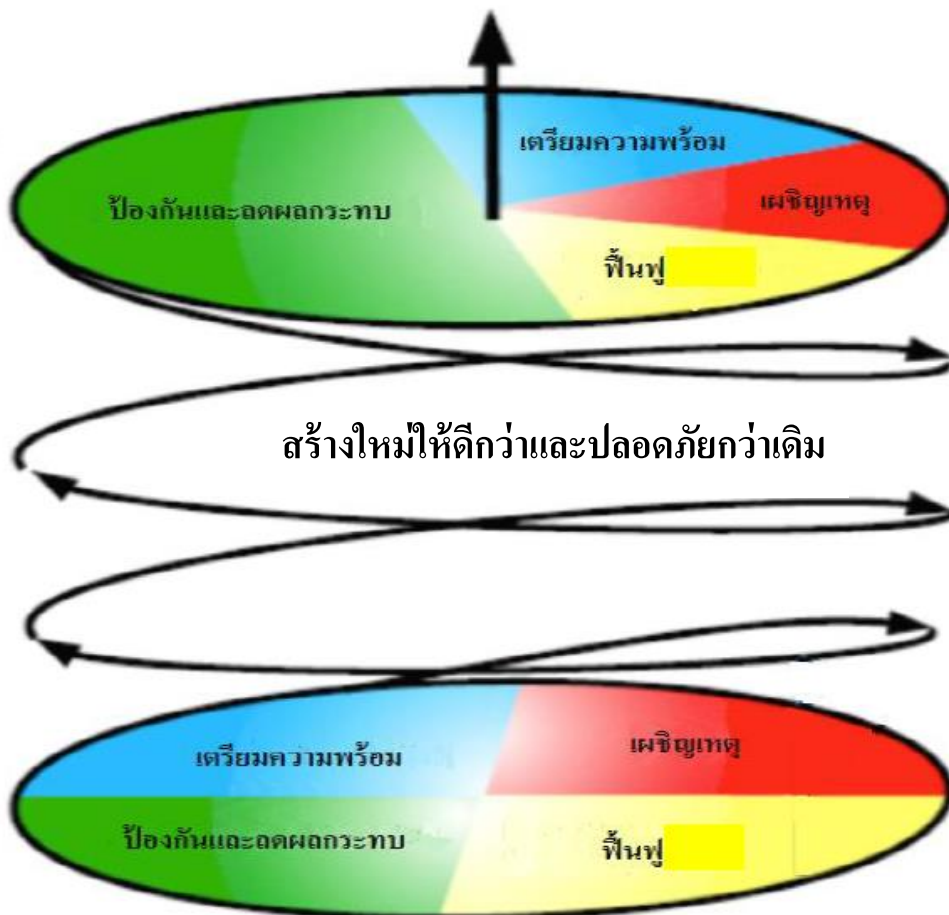 เตรียมความพร้อม
ป้องกันและลดผลกระทบ
เผชิญเหตุ
ฟื้นฟู
สร้างใหม่ให้ดีกว่าและปลอดภัยกว่าเดิม
เตรียมความพร้อม
เผชิญเหตุ
ป้องกันและลดผลกระทบ
ฟื้นฟู